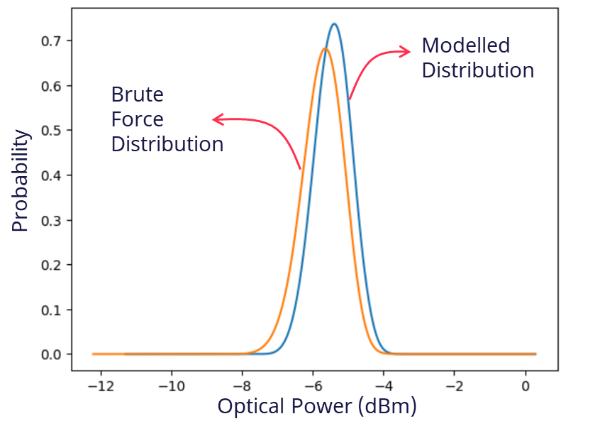 0.7
0.6
0.5
0.4
0.3
0.2
0.1
0.0
Probability
Brute
Force
Distribution
Modelled
Distribution
−12 −10 −8 −6 −4 −2 0
Optical Power (dBm)